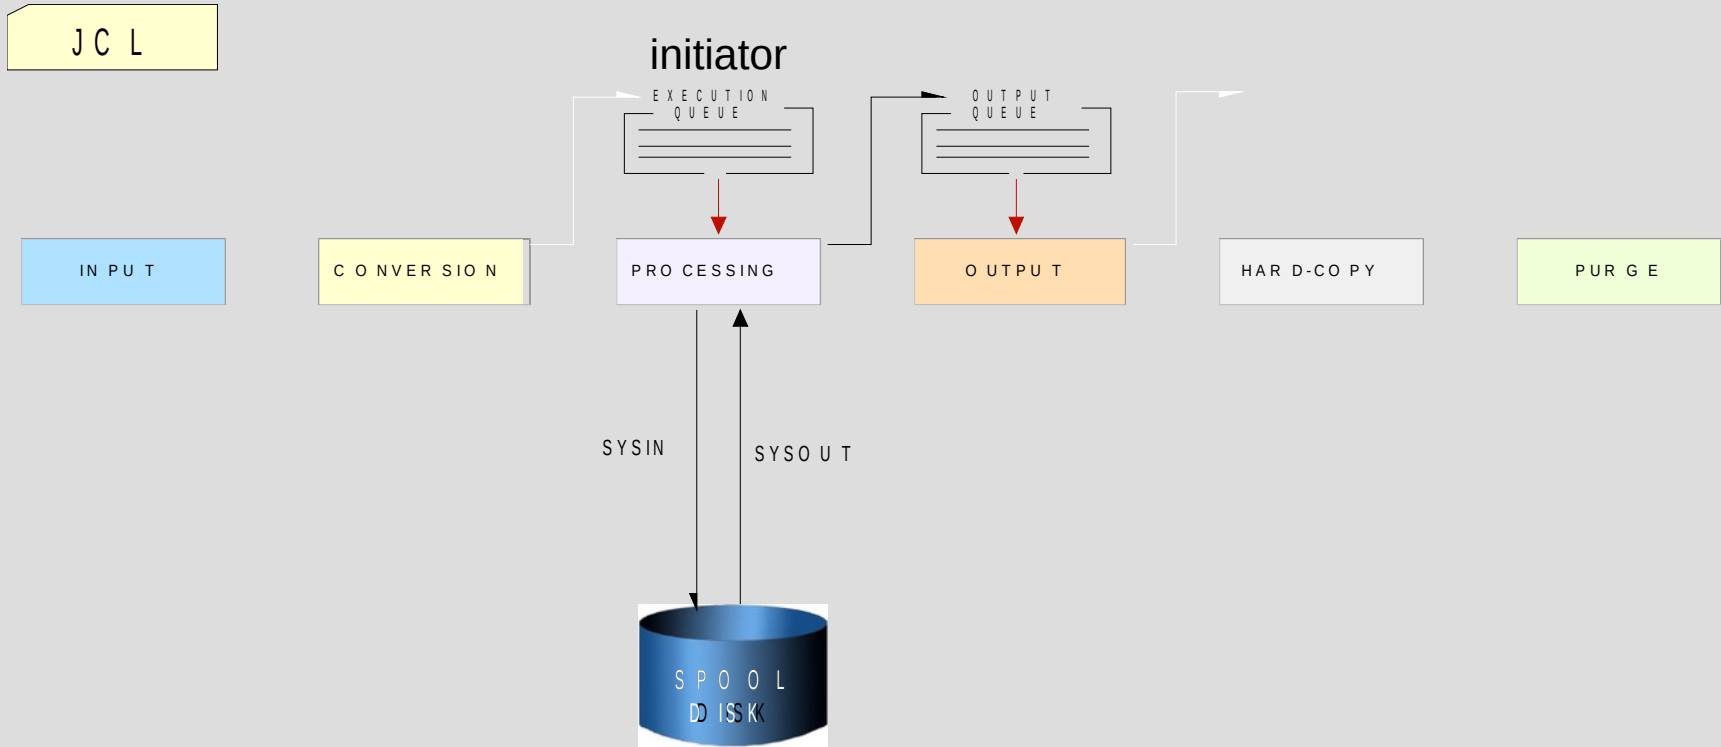 JCL
initiator
EXECUTION
QUEUE
OUTPUT
QUEUE
INPUT
CONVERSION
PROCESSING
OUTPUT
HARD-COPY
PURGE
SYSIN
SYSOUT
SPOOL
DISK